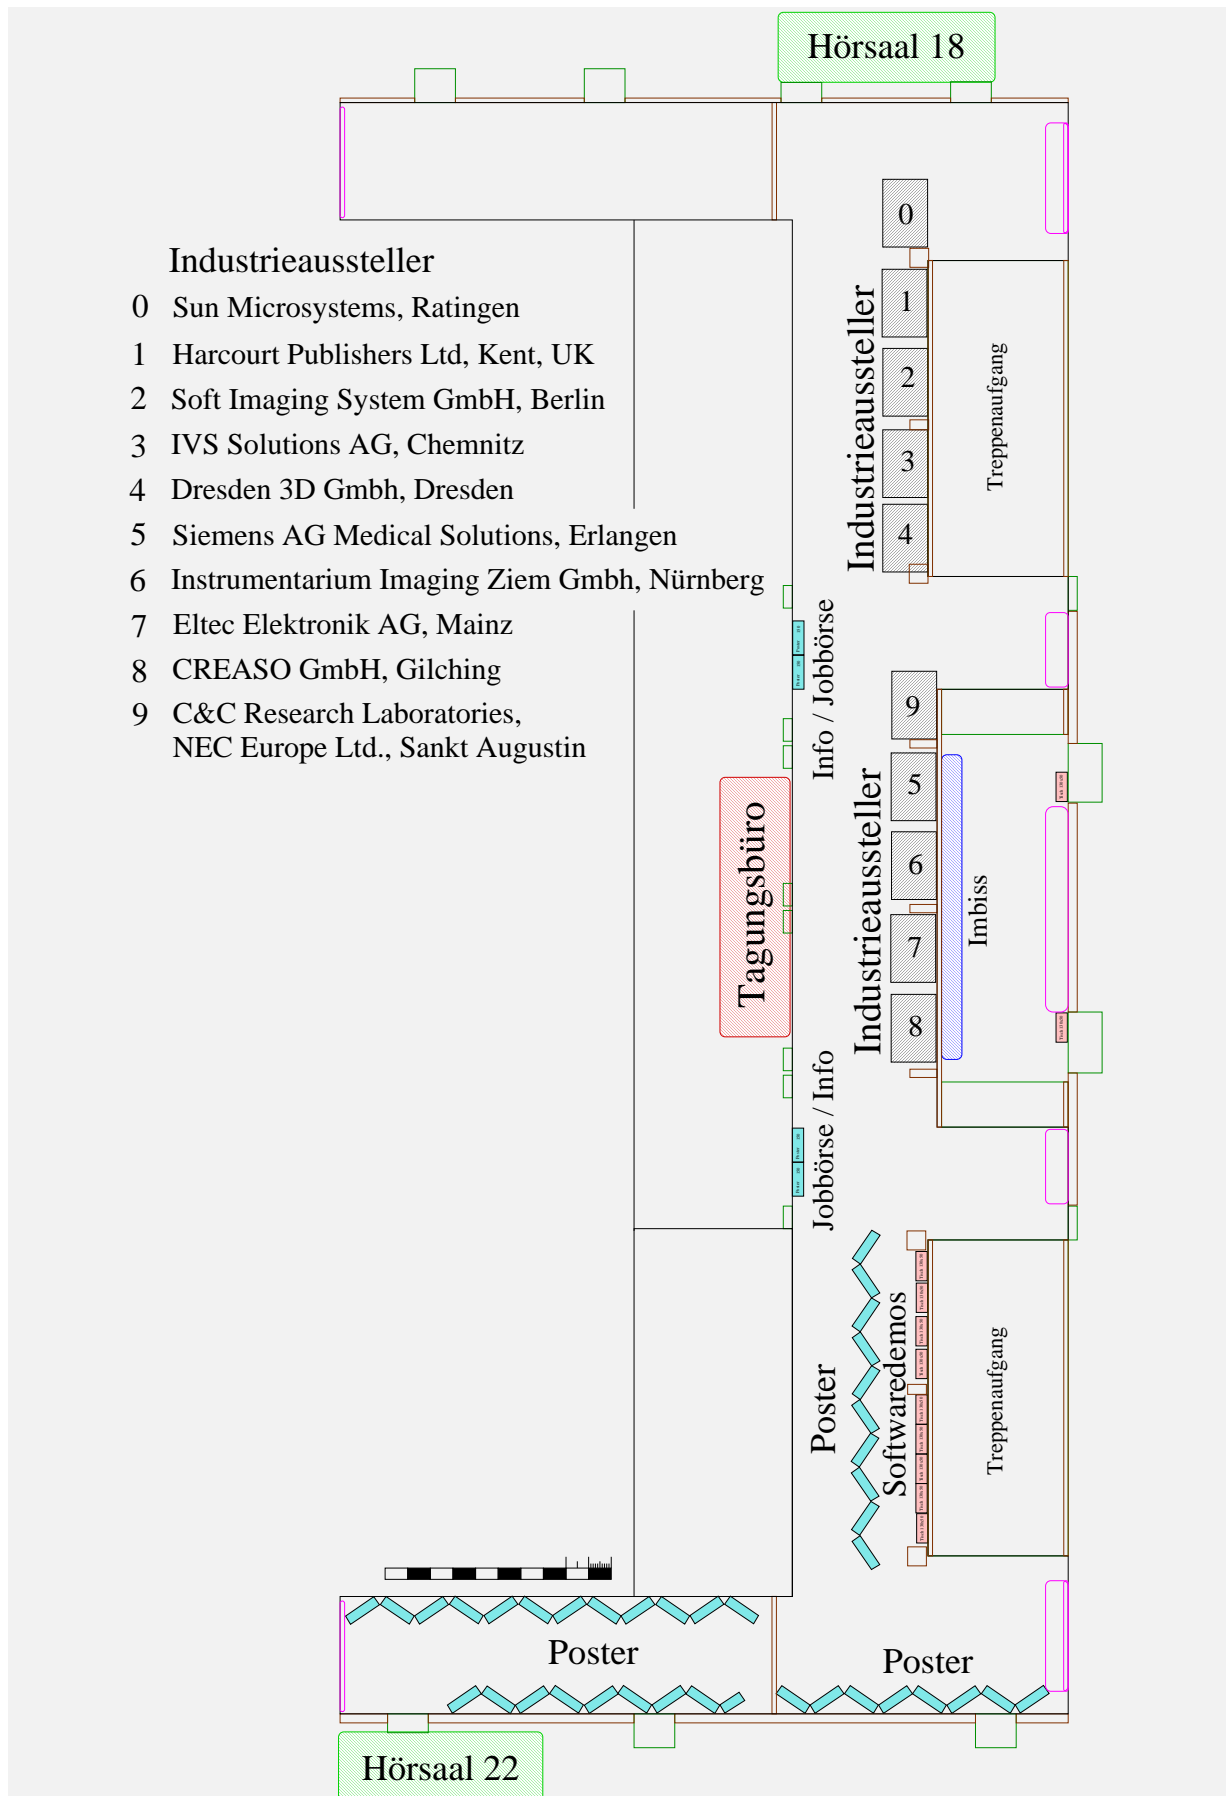 Hörsaal 18
Industrieaussteller
0 Sun Microsystems, Ratingen
1 Harcourt Publishers Ltd, Kent, UK
2 Soft Imaging System GmbH, Berlin
3 IVS Solutions AG, Chemnitz
4 Dresden 3D Gmbh, Dresden
5 Siemens AG Medical Solutions, Erlangen
6 Instrumentarium Imaging Ziem Gmbh, Nürnberg
7 Eltec Elektronik AG, Mainz
8 CREASO GmbH, Gilching
9 C&C Research Laboratories,
NEC Europe Ltd., Sankt Augustin
0
1
2
3
4
Industrieaussteller
Treppenaufgang
Info / Jobbörse
9
5
6
7
8
Industrieaussteller
Imbiss
Tagungsbüro
Jobbörse / Info
Poster
Softwaredemos
Treppenaufgang
Poster
Poster
Hörsaal 22